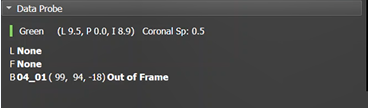 Data Probe
Green (L 9.5, P 0.0, I 8.9) Coronal Sp: 0.5
L None
F None
B 04_01 ( 99, 94, -18) Out of Frame